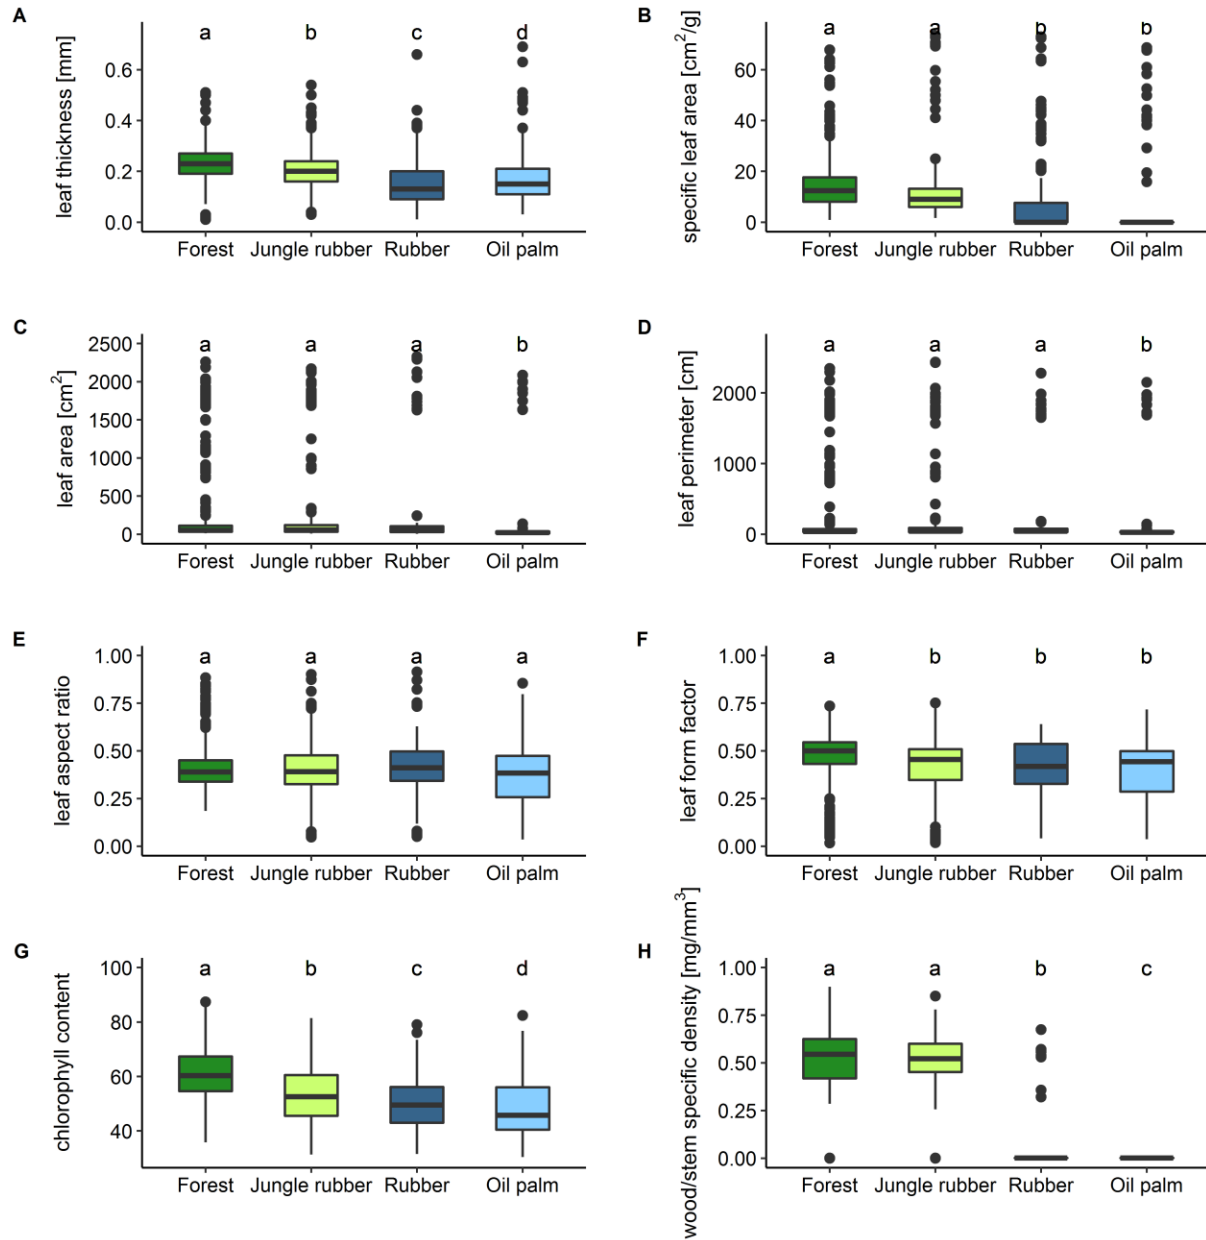 A
leaf thickness [mm]
0.6
0.4
0.2
0.0
a b c d
Forest Jungle rubber Rubber Oil palm
B
specific leaf area [cm²/g]
60
40
20
0
a a b b
Forest Jungle rubber Rubber Oil palm
C
leaf area [cm²]
2500
2000
1500
1000
500
0
a a a b
Forest Jungle rubber Rubber Oil palm
D
leaf perimeter [cm]
2000
1000
0
a a a b
Forest Jungle rubber Rubber Oil palm
E
leaf aspect ratio
1.00
0.75
0.50
0.25
0.00
a a a a
Forest Jungle rubber Rubber Oil palm
F
leaf form factor
1.00
0.75
0.50
0.25
0.00
a b b b
Forest Jungle rubber Rubber Oil palm
G
chlorophyll content
100
80
60
40
a b c d
Forest Jungle rubber Rubber Oil palm
H
wood/stem specific density [mg/mm³]
1.00
0.75
0.50
0.25
0.00
a a b c
Forest Jungle rubber Rubber Oil palm